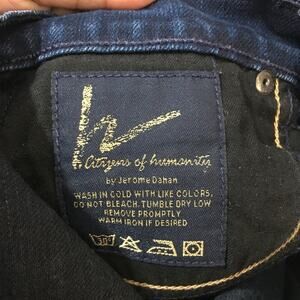 Citizens of humanity
by Jerome Dahan
WASH IN COLD WITH LIKE COLORS.
DO NOT BLEACH. TUMBLE DRY LOW
REMOVE PROMPTLY
WARM IRON IF DESIRED
30°